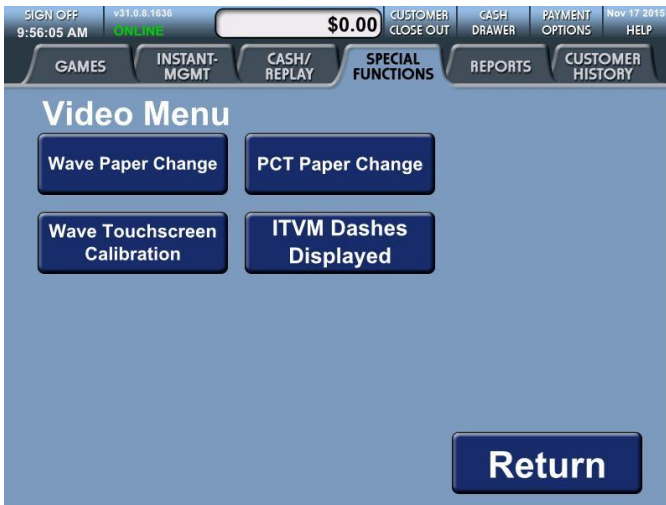 SIGN OFF
9:56:05 AM
v31.0.8.1636
ONLINE
$0.00
CUSTOMER
CLOSE OUT
CASH
DRAWER
PAYMENT
OPTIONS
Nov 17 2015
HELP
GAMES
INSTANT-
MGMT
CASH/
REPLAY
SPECIAL
FUNCTIONS
REPORTS
CUSTOMER
HISTORY
Video Menu
Wave Paper Change
PCT Paper Change
Wave Touchscreen
Calibration
ITVM Dashes
Displayed
Return